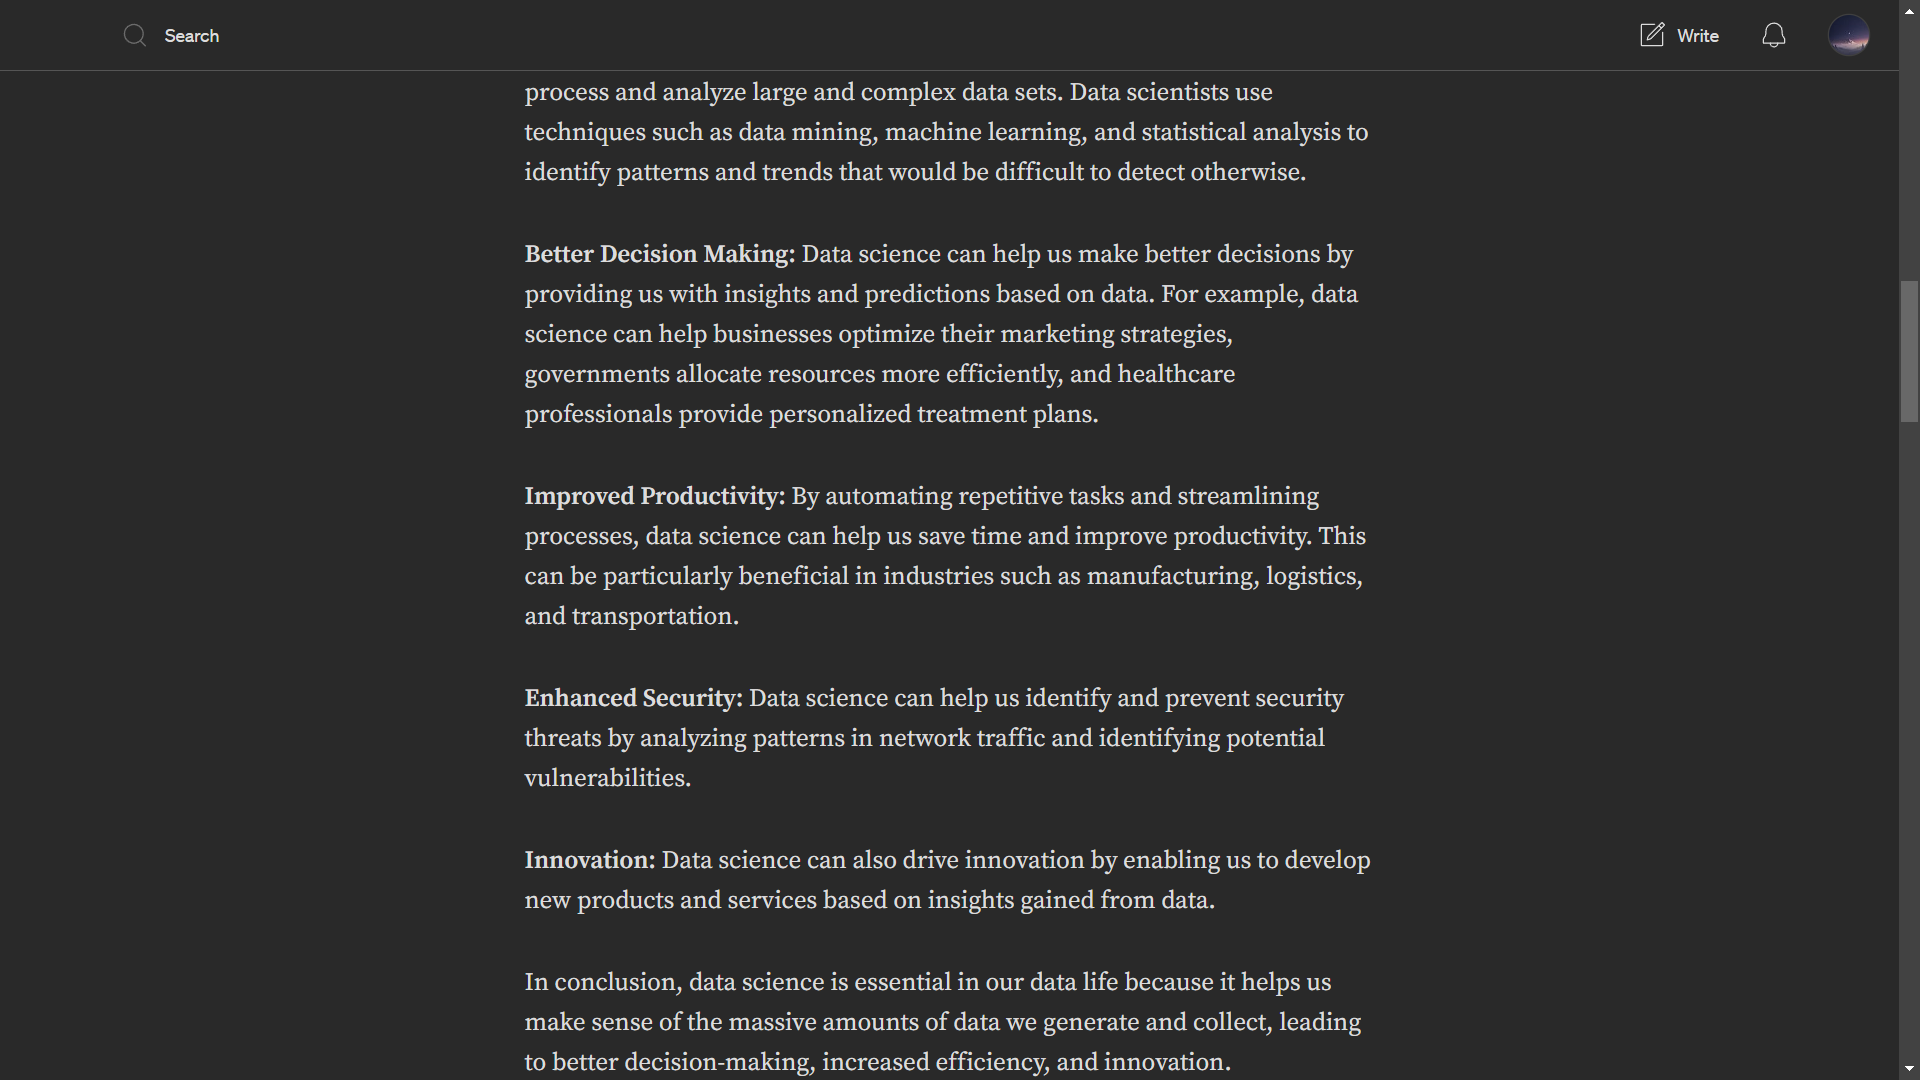 Search
Write
process and analyze large and complex data sets. Data scientists use
techniques such as data mining, machine learning, and statistical analysis to
identify patterns and trends that would be difficult to detect otherwise.
Better Decision Making: Data science can help us make better decisions by
providing us with insights and predictions based on data. For example, data
science can help businesses optimize their marketing strategies,
governments allocate resources more efficiently, and healthcare
professionals provide personalized treatment plans.
Improved Productivity: By automating repetitive tasks and streamlining
processes, data science can help us save time and improve productivity. This
can be particularly beneficial in industries such as manufacturing, logistics,
and transportation.
Enhanced Security: Data science can help us identify and prevent security
threats by analyzing patterns in network traffic and identifying potential
vulnerabilities.
Innovation: Data science can also drive innovation by enabling us to develop
new products and services based on insights gained from data.
In conclusion, data science is essential in our data life because it helps us
make sense of the massive amounts of data we generate and collect, leading
to better decision-making, increased efficiency, and innovation.